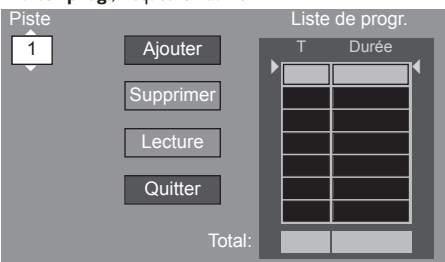 Piste
Liste de progr.
1
Ajouter
T
Durée
Supprimer
Lecture
Quitter
Total: